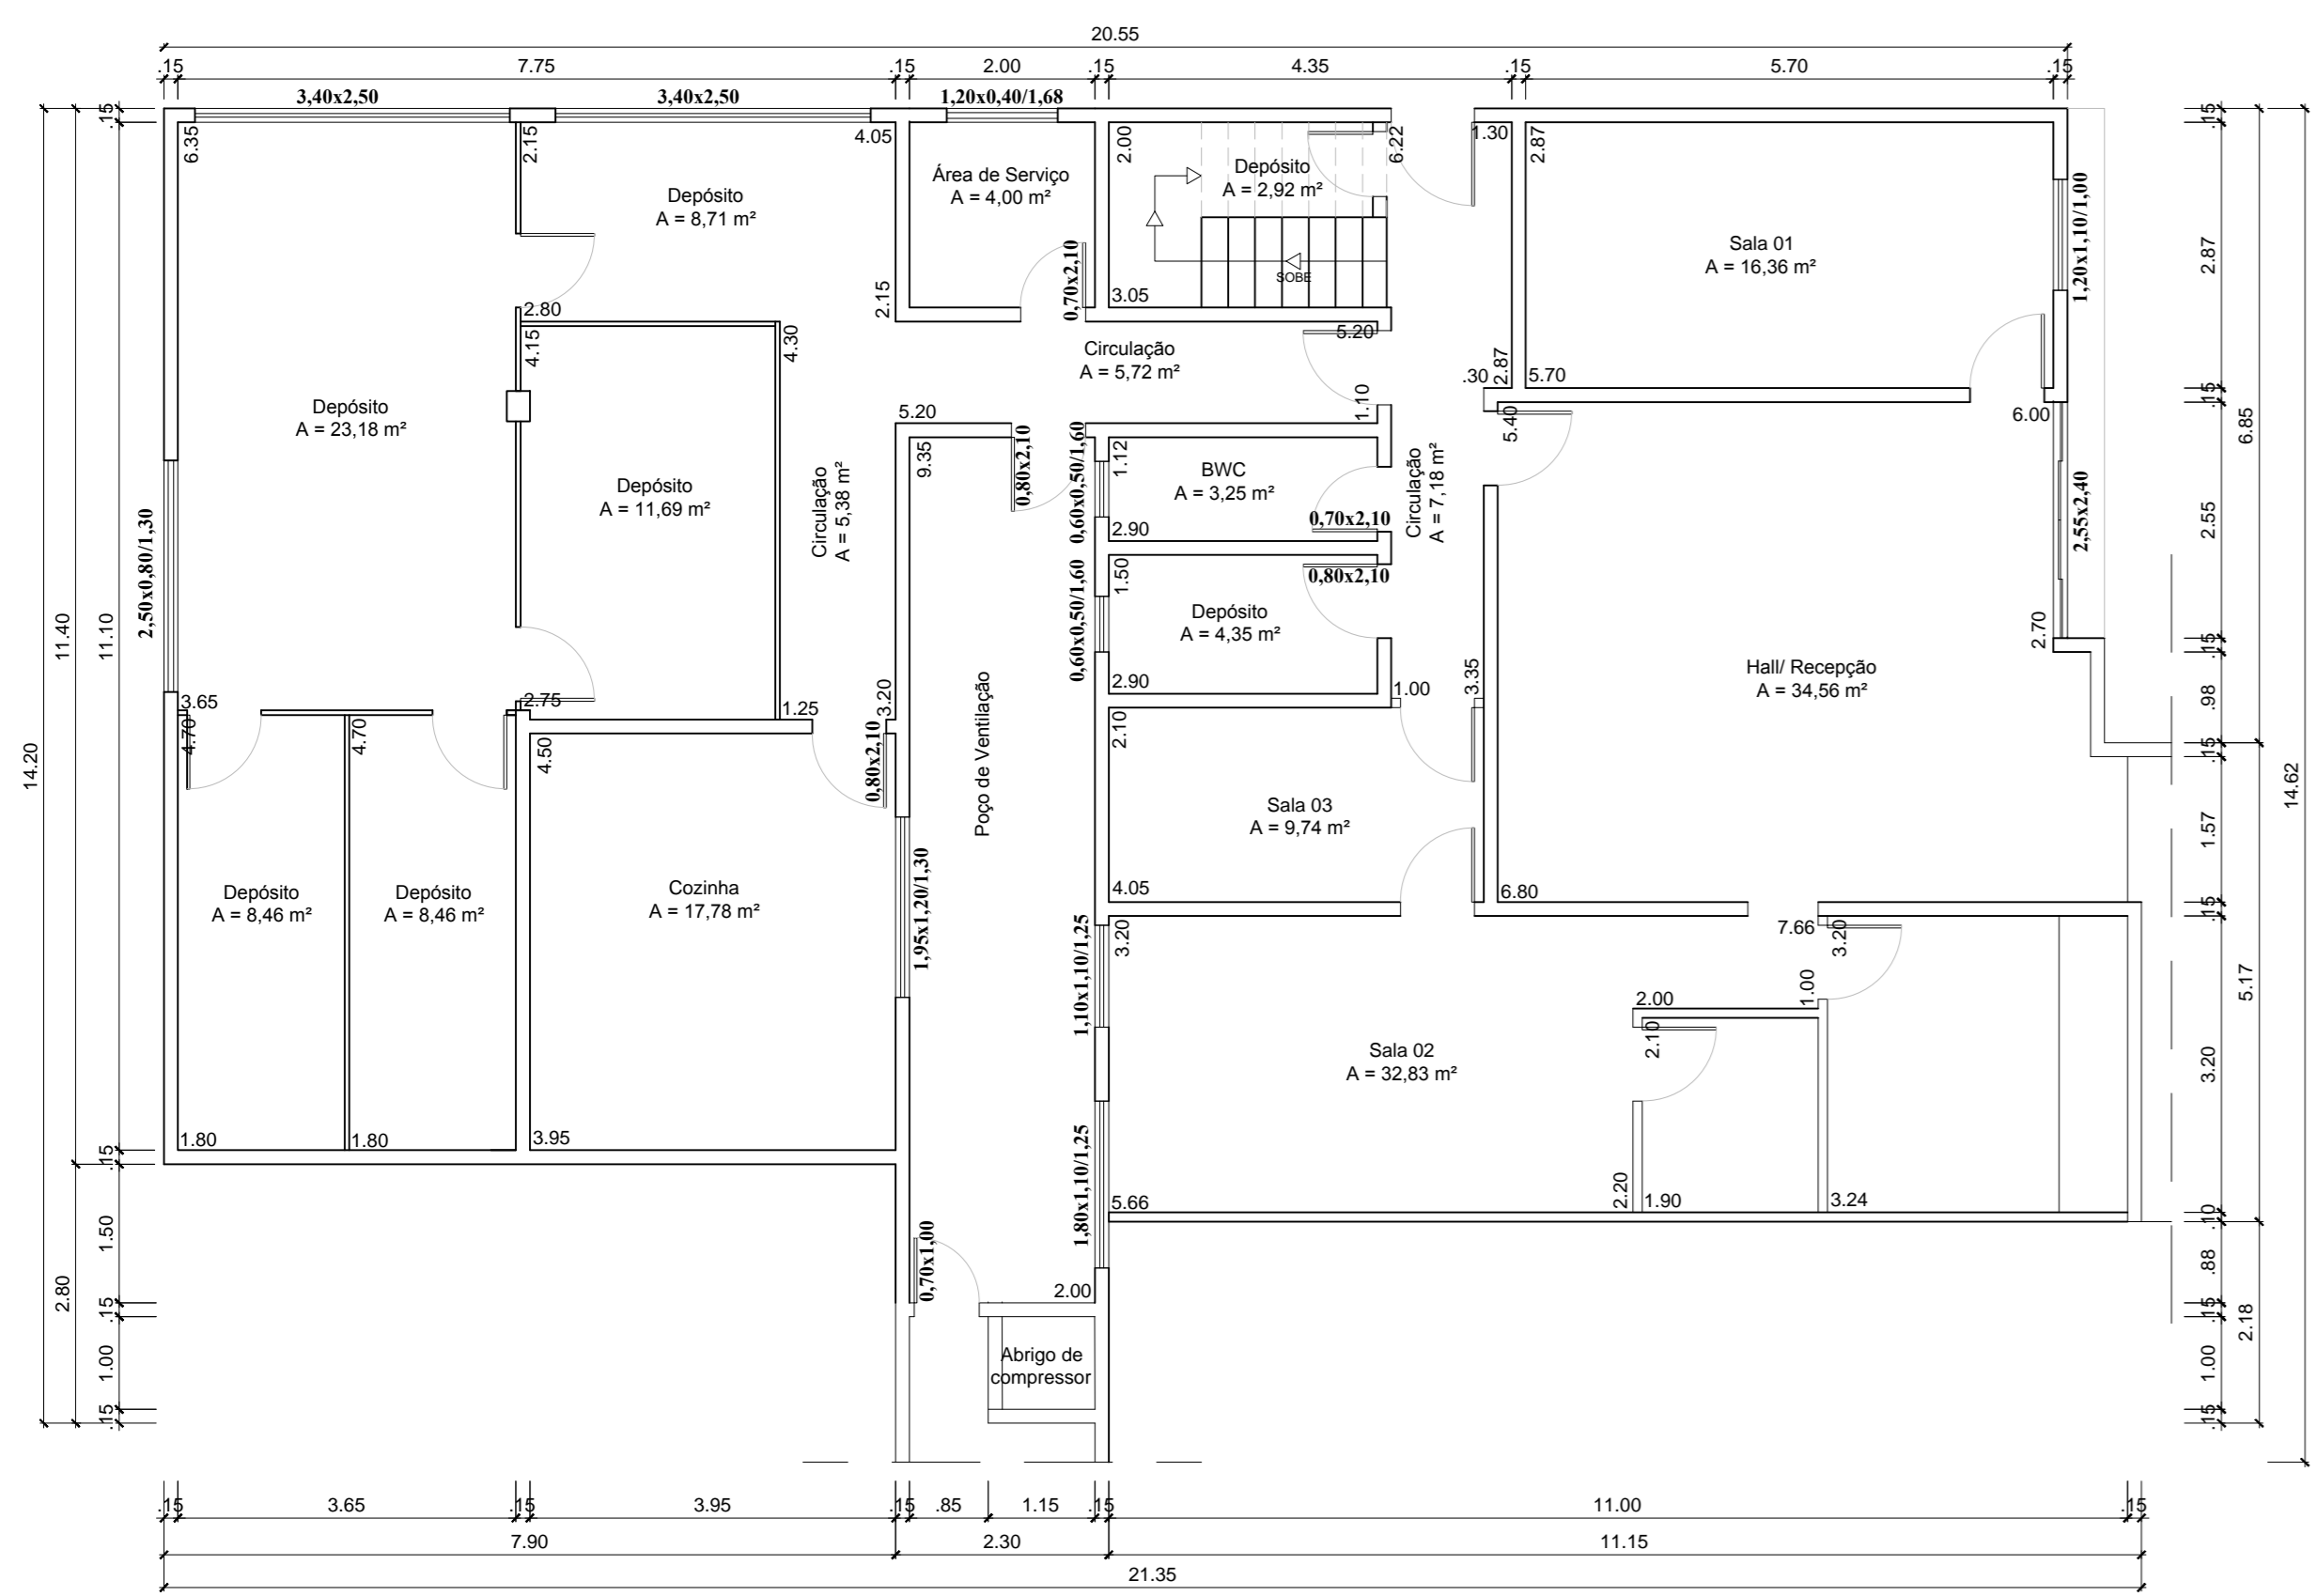 20.55
.15
7.75
.15
2.00
.15
4.35
.15
5.70
.15
3,40x2,50
3,40x2,50
1,20x0,40/1,68
.15
6.35
2.15
4.05
2.00
6.22
1.30
2.87
.15
Depósito
A = 8,71 m²
Área de Serviço
A = 4,00 m²
Depósito
A = 2,92 m²
SOBE
Sala 01
A = 16,36 m²
1,20x1,10/1,00
2.87
0,70x2,10
2.15
3.05
2.80
4.15
4.30
Circulação
A = 5,72 m²
5.20
1.10
.30
2.87
5.70
5.40
6.00
.15
6.85
Depósito
A = 23,18 m²
5.20
9.35
0,80x2,10
0,60x0,50/1,60
1.12
BWC
A = 3,25 m²
0,70x2,10
2.90
Circulação
A = 7,18 m²
2,55x2,40
2.55
Depósito
A = 11,69 m²
Circulação
A = 5,38 m²
2,50x0,80/1,30
11.10
11.40
14.20
0,60x0,50/1,60
1.50
0,80x2,10
Depósito
A = 4,35 m²
2.90
1.00
3.35
2.70
.15
Hall/ Recepção
A = 34,56 m²
.98
.15
14.62
3.65
4.70
4.70
2.75
4.50
1.25
3.20
0,80x2,10
Poço de Ventilação
2.10
Sala 03
A = 9,74 m²
4.05
6.80
1.57
.15
Depósito
A = 8,46 m²
Depósito
A = 8,46 m²
Cozinha
A = 17,78 m²
1,95x1,20/1,30
1,10x1,10/1,25
3.20
7.66
3.20
1.00
2.00
2.10
5.17
3.20
Sala 02
A = 32,83 m²
1.80
1.80
3.95
.15
1,80x1,10/1,25
5.66
2.20
1.90
3.24
.10
1.50
2.80
.15
1.00
.15
0,70x1,00
2.00
.88
.15
2.18
1.00
.15
Abrigo de
compressor
.15
3.65
.15
3.95
.15
.85
1.15
.15
11.00
.15
7.90
2.30
11.15
21.35